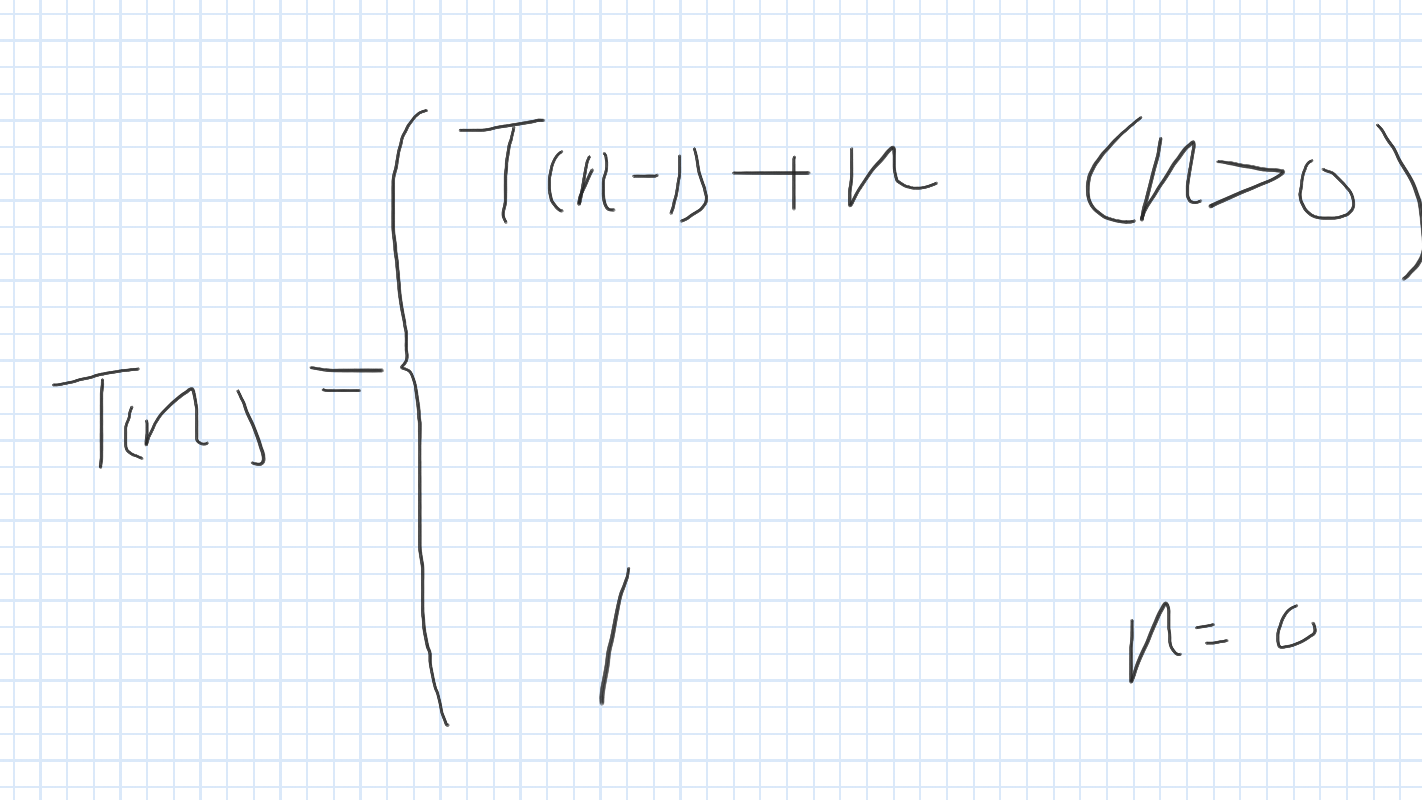 T(n-1)+n (n>0)
T(n) = {
1 n=0